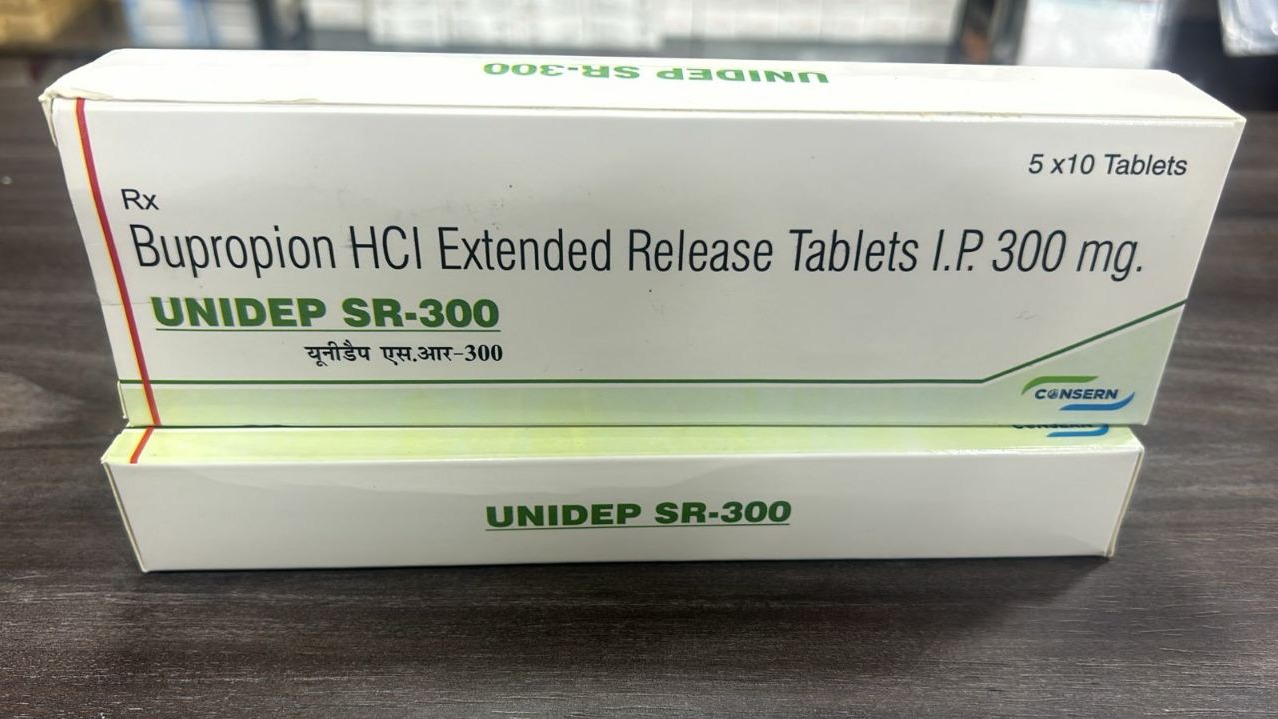 UNIDEP SR-300
5 x10 Tablets
Rx
Bupropion HCl Extended Release Tablets I.P. 300 mg.
UNIDEP SR-300
यूनीडैप एस.आर-300
CONSERN
CONSERN
UNIDEP SR-300